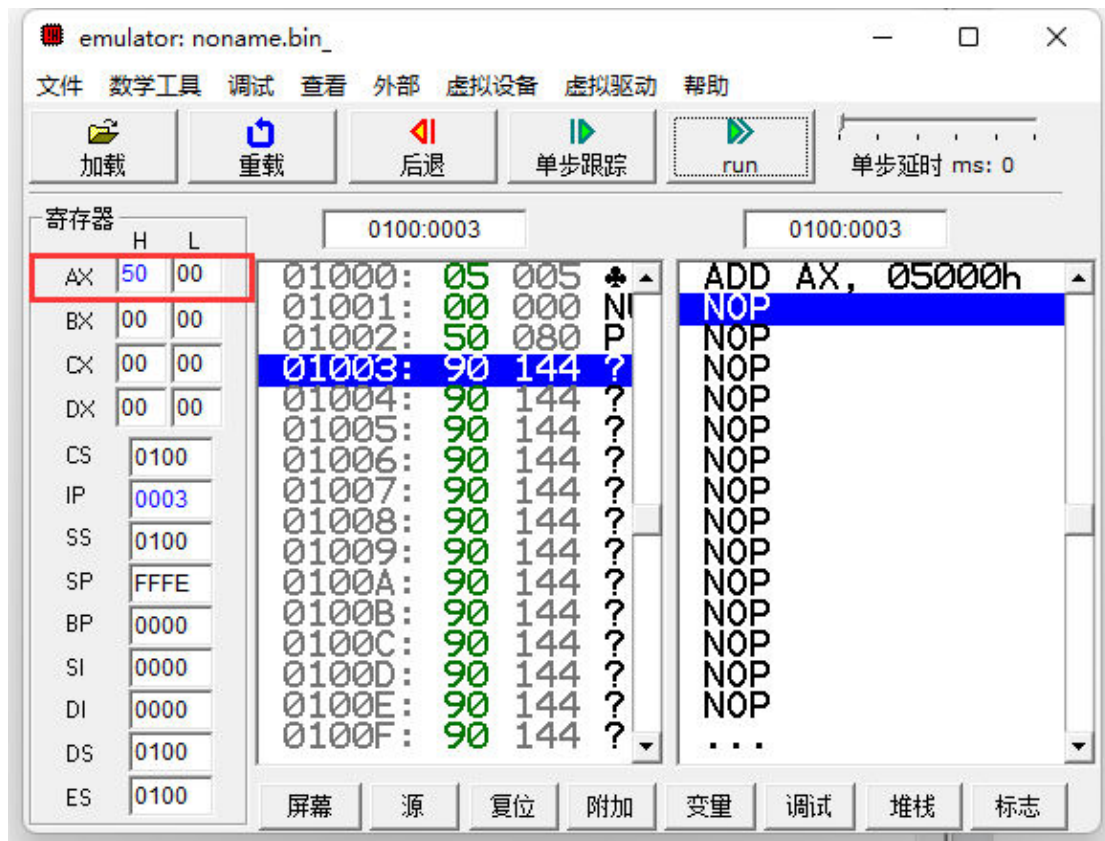 emulator: noname.bin_
文件 数学工具 调试 查看 外部 虚拟设备 虚拟驱动 帮助
加载 重载 后退 单步跟踪 run 单步延时 ms: 0
寄存器 0100:0003 0100:0003
H L
AX 50 00
BX 00 00
CX 00 00
DX 00 00
CS 0100
IP 0003
SS 0100
SP FFFE
BP 0000
SI 0000
DI 0000
DS 0100
ES 0100
01000: 05 005 ♣
01001: 00 000 NU
01002: 50 080 P
01003: 90 144 ?
01004: 90 144 ?
01005: 90 144 ?
01006: 90 144 ?
01007: 90 144 ?
01008: 90 144 ?
01009: 90 144 ?
0100A: 90 144 ?
0100B: 90 144 ?
0100C: 90 144 ?
0100D: 90 144 ?
0100E: 90 144 ?
0100F: 90 144 ?
ADD AX, 05000h
NOP
NOP
NOP
NOP
NOP
NOP
NOP
NOP
NOP
NOP
NOP
NOP
NOP
NOP
...
屏幕 源 复位 附加 变量 调试 堆栈 标志